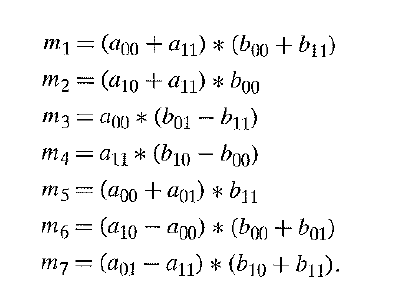 m₁ = (a₀₀ + a₁₁) * (b₀₀ + b₁₁)
m₂ = (a₁₀ + a₁₁) * b₀₀
m₃ = a₀₀ * (b₀₁ − b₁₁)
m₄ = a₁₁ * (b₁₀ − b₀₀)
m₅ = (a₀₀ + a₀₁) * b₁₁
m₆ = (a₁₀ − a₀₀) * (b₀₀ + b₀₁)
m₇ = (a₀₁ − a₁₁) * (b₁₀ + b₁₁).